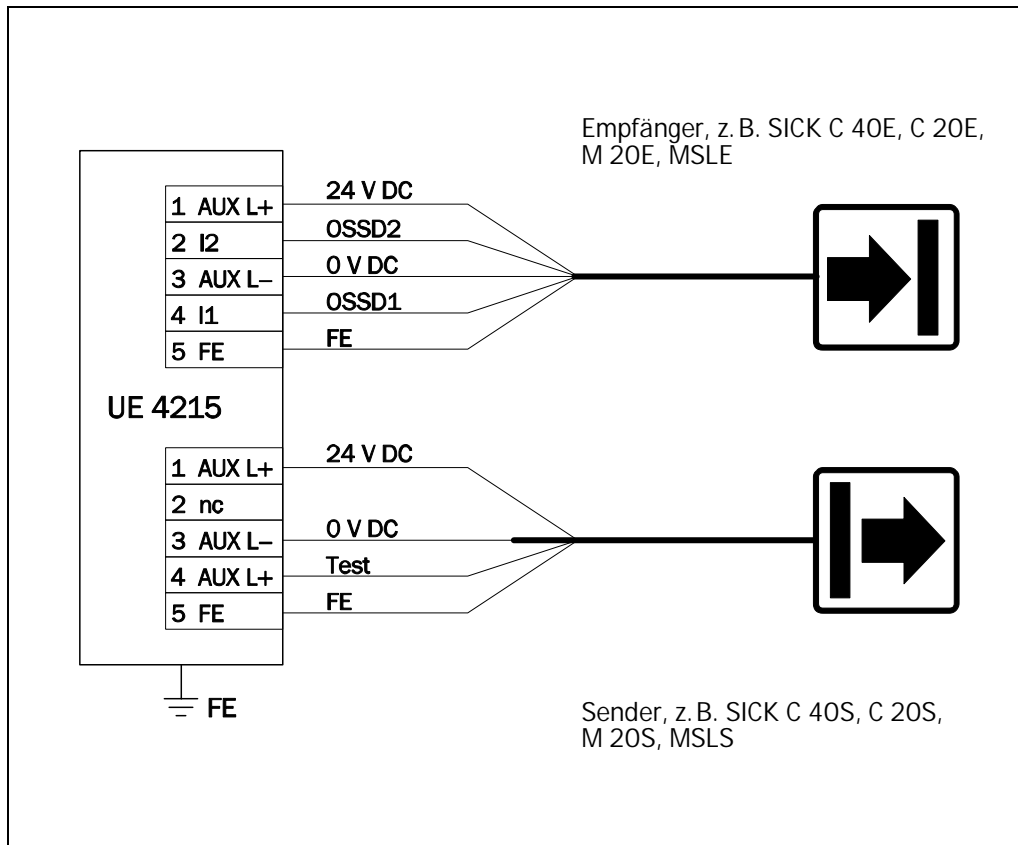 Empfänger, z. B. SICK C 40E, C 20E,
M 20E, MSLE
24 V DC
1 AUX L+
OSSD2
2 I2
0 V DC
3 AUX L–
OSSD1
4 I1
FE
5 FE
UE 4215
24 V DC
1 AUX L+
2 nc
0 V DC
3 AUX L–
Test
4 AUX L+
FE
5 FE
FE
Sender, z. B. SICK C 40S, C 20S,
M 20S, MSLS